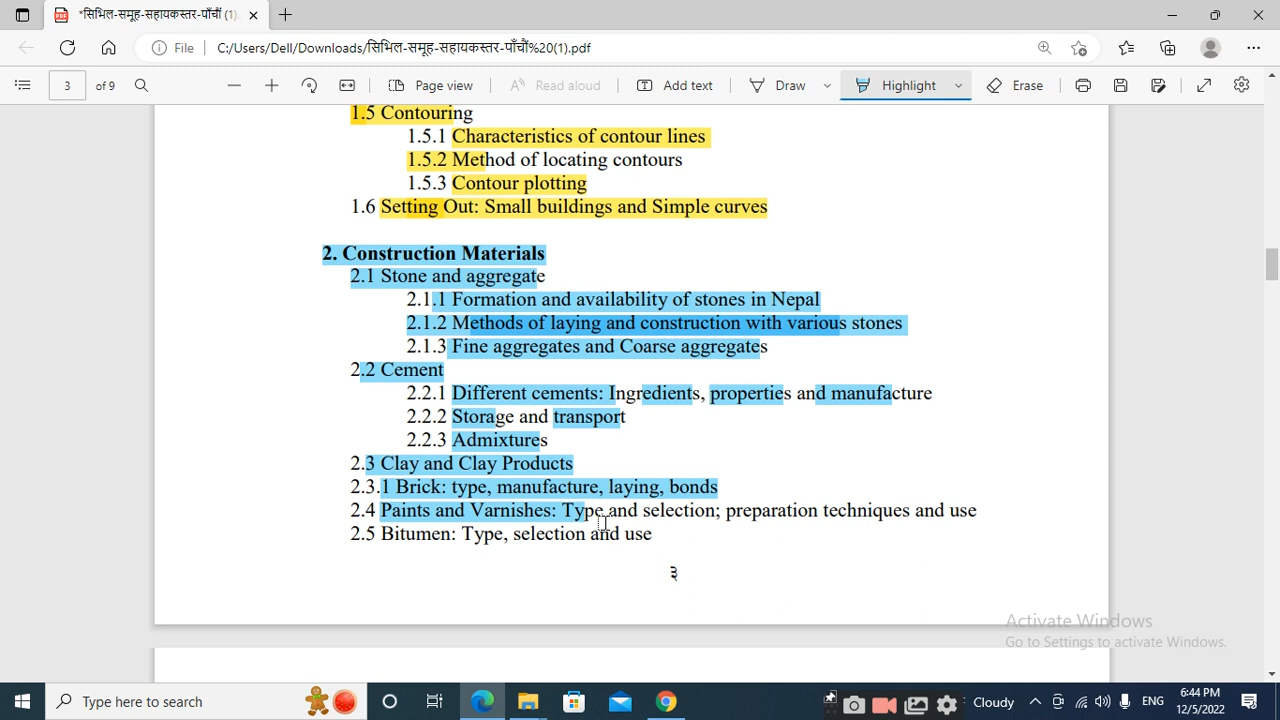 *सिभिल-समूह-सहायकस्तर-पाँचौं (1).
File C:/Users/Dell/Downloads/सिभिल-समूह-सहायकस्तर-पाँचौं%20(1).pdf
3 of 9 Page view Read aloud Add text Draw Highlight Erase
1.5 Contouring
1.5.1 Characteristics of contour lines
1.5.2 Method of locating contours
1.5.3 Contour plotting
1.6 Setting Out: Small buildings and Simple curves
2. Construction Materials
2.1 Stone and aggregate
2.1.1 Formation and availability of stones in Nepal
2.1.2 Methods of laying and construction with various stones
2.1.3 Fine aggregates and Coarse aggregates
2.2 Cement
2.2.1 Different cements: Ingredients, properties and manufacture
2.2.2 Storage and transport
2.2.3 Admixtures
2.3 Clay and Clay Products
2.3.1 Brick: type, manufacture, laying, bonds
2.4 Paints and Varnishes: Type and selection; preparation techniques and use
2.5 Bitumen: Type, selection and use
३
Activate Windows
Go to Settings to activate Windows.
Type here to search Cloudy ENG 6:44 PM
12/5/2022